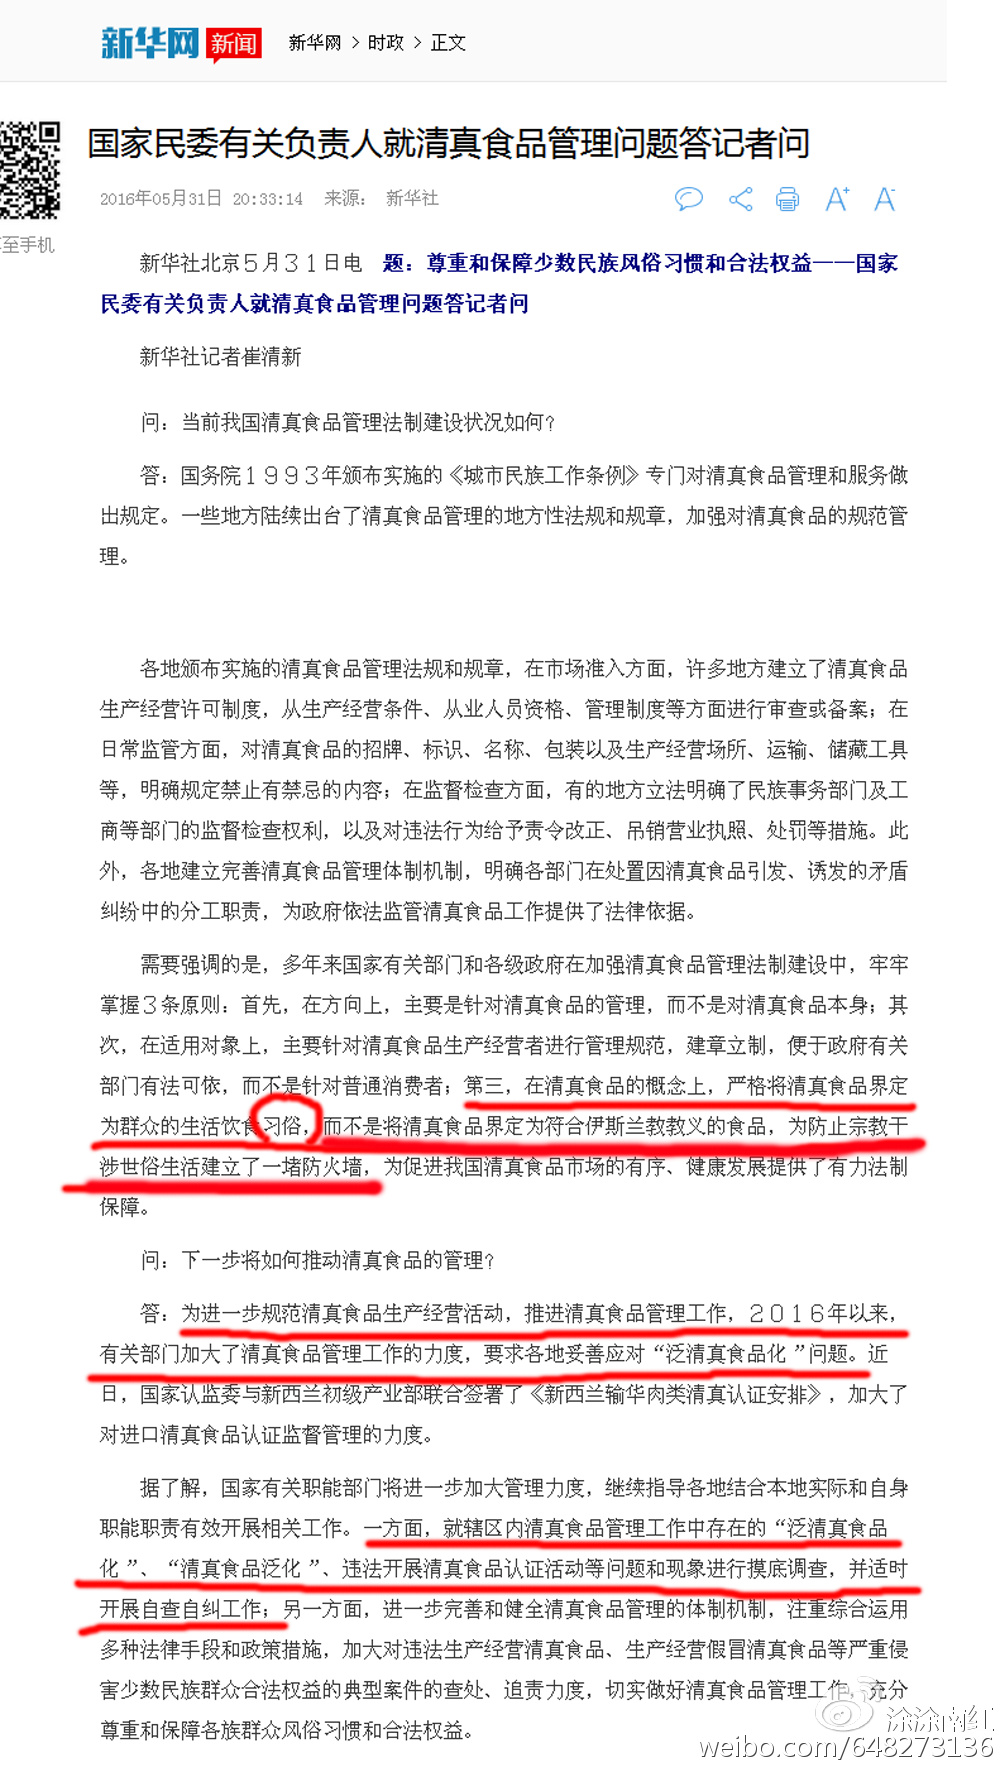 新华网 新闻 新华网 > 时政 > 正文
国家民委有关负责人就清真食品管理问题答记者问
2016年05月31日 20:33:14 来源： 新华社
A+ A-
至手机
新华社北京５月３１日电 题：尊重和保障少数民族风俗习惯和合法权益——国家
民委有关负责人就清真食品管理问题答记者问
新华社记者崔清新
问：当前我国清真食品管理法制建设状况如何？
答：国务院１９９３年颁布实施的《城市民族工作条例》专门对清真食品管理和服务做
出规定。一些地方陆续出台了清真食品管理的地方性法规和规章，加强对清真食品的规范管
理。
各地颁布实施的清真食品管理法规和规章，在市场准入方面，许多地方建立了清真食品
生产经营许可制度，从生产经营条件、从业人员资格、管理制度等方面进行审查或备案；在
日常监管方面，对清真食品的招牌、标识、名称、包装以及生产经营场所、运输、储藏工具
等，明确规定禁止有禁忌的内容；在监督检查方面，有的地方立法明确了民族事务部门及工
商等部门的监督检查权利，以及对违法行为给予责令改正、吊销营业执照、处罚等措施。此
外，各地建立完善清真食品管理体制机制，明确各部门在处置因清真食品引发、诱发的矛盾
纠纷中的分工职责，为政府依法监管清真食品工作提供了法律依据。
需要强调的是，多年来国家有关部门和各级政府在加强清真食品管理法制建设中，牢牢
掌握３条原则：首先，在方向上，主要是针对清真食品的管理，而不是对清真食品本身；其
次，在适用对象上，主要针对清真食品生产经营者进行管理规范，建章立制，便于政府有关
部门有法可依，而不是针对普通消费者；第三，在清真食品的概念上，严格将清真食品界定
为群众的生活饮食习俗，而不是将清真食品界定为符合伊斯兰教教义的食品，为防止宗教干
涉世俗生活建立了一堵防火墙，为促进我国清真食品市场的有序、健康发展提供了有力法制
保障。
问：下一步将如何推动清真食品的管理？
答：为进一步规范清真食品生产经营活动，推进清真食品管理工作，２０１６年以来，
有关部门加大了清真食品管理工作的力度，要求各地妥善应对“泛清真食品化”问题。近
日，国家认监委与新西兰初级产业部联合签署了《新西兰输华肉类清真认证安排》，加大了
对进口清真食品认证监督管理的力度。
据了解，国家有关职能部门将进一步加大管理力度，继续指导各地结合本地实际和自身
职能职责有效开展相关工作。一方面，就辖区内清真食品管理工作中存在的“泛清真食品
化”、“清真食品泛化”、违法开展清真食品认证活动等问题和现象进行摸底调查，并适时
开展自查自纠工作；另一方面，进一步完善和健全清真食品管理的体制机制，注重综合运用
多种法律手段和政策措施，加大对违法生产经营清真食品、生产经营假冒清真食品等严重侵
害少数民族群众合法权益的典型案件的查处、追责力度，切实做好清真食品管理工作，充分
尊重和保障各族群众风俗习惯和合法权益。
涂涂南红
weibo.com/648273136